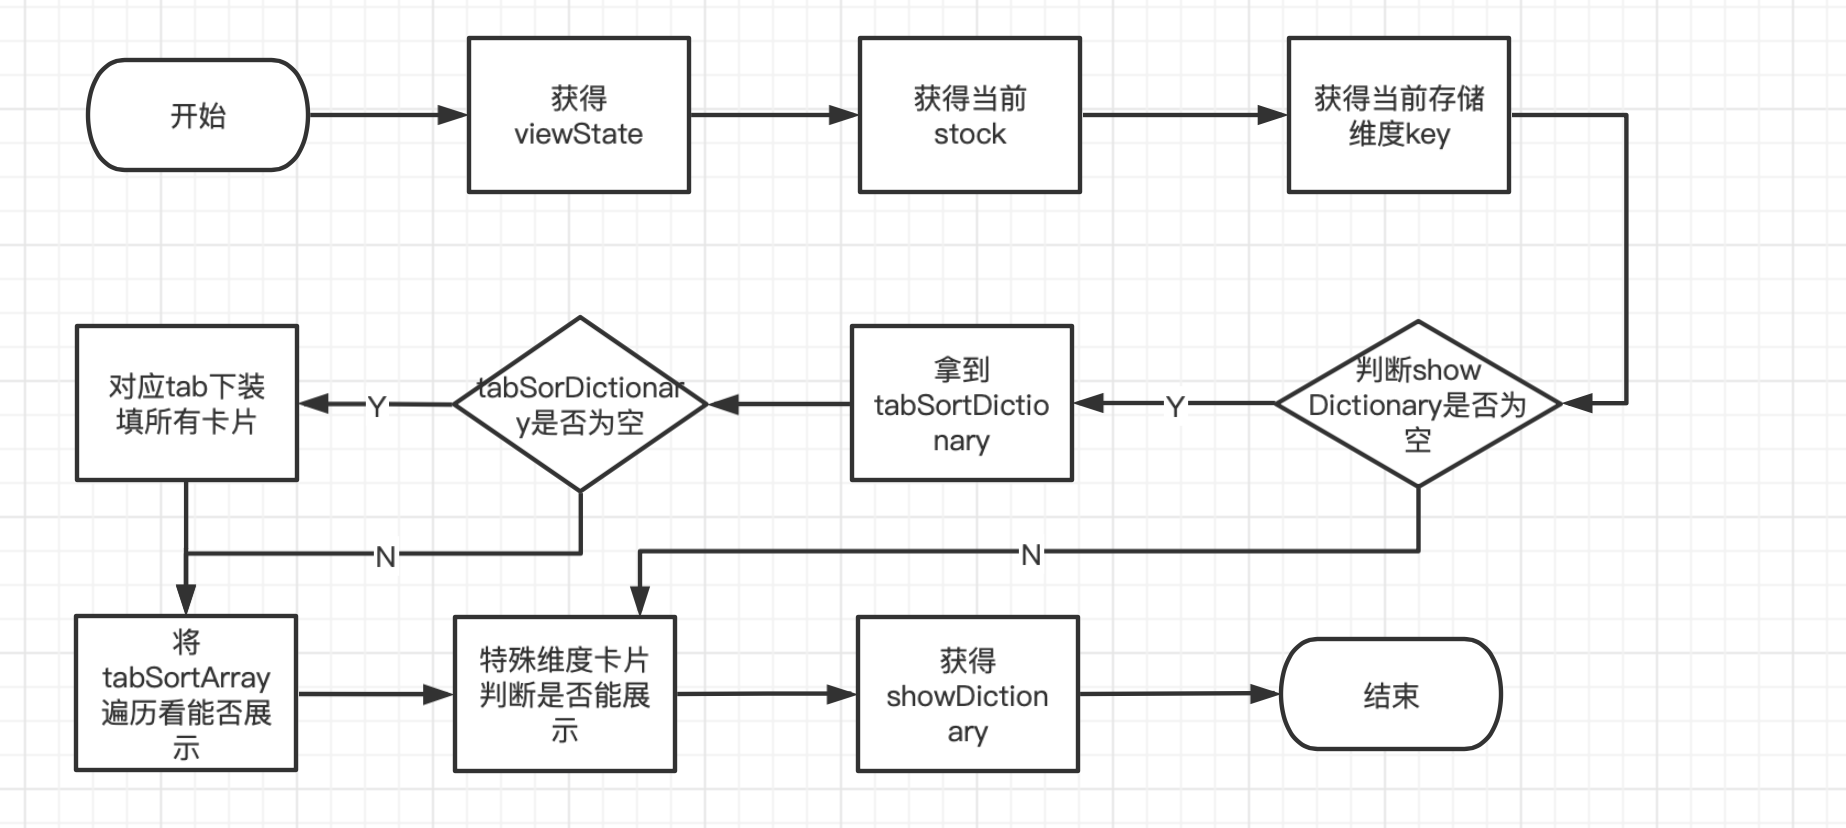 开始
获得
viewState
获得当前
stock
获得当前存储
维度key
判断show
Dictionary是否为
空
Y
拿到
tabSortDictio
nary
tabSorDictionar
y是否为空
Y
对应tab下装
填所有卡片
N
N
将
tabSortArray
遍历看能否展
示
特殊维度卡片
判断是否能展
示
获得
showDiction
ary
结束